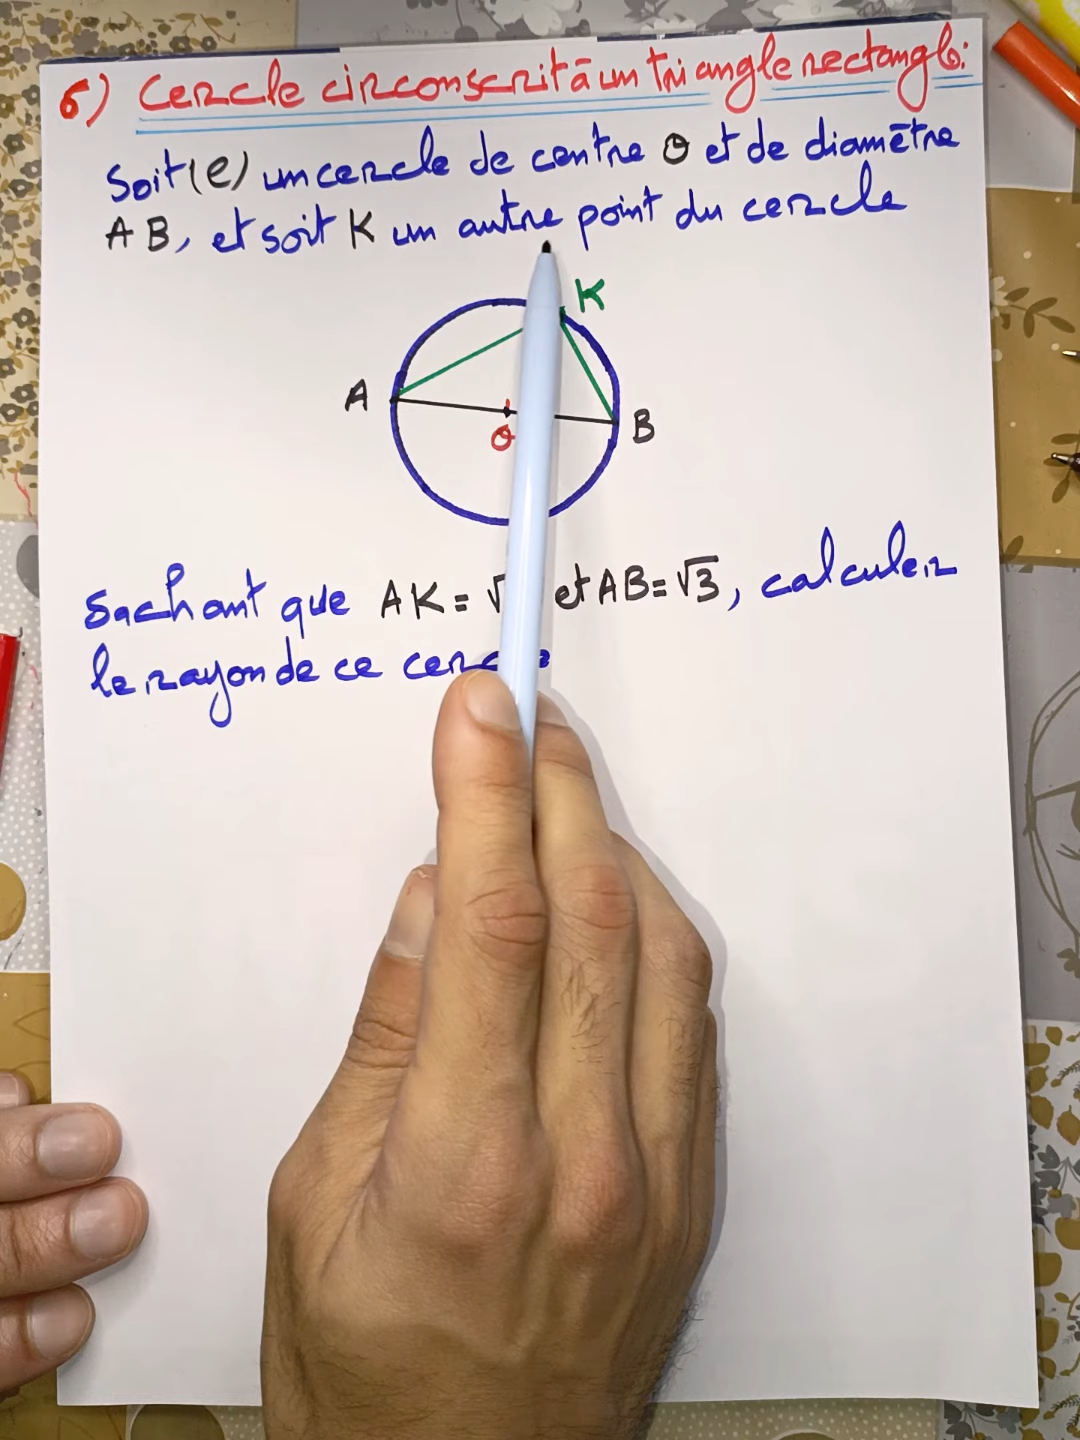 6) Cercle circonscrit à un triangle rectangle:
Soit (C) un cercle de centre O et de diamètre
AB, et soit K un autre point du cercle
K
A
O
B
Sachant que AK = √ et AB = √3, calculer
le rayon de ce